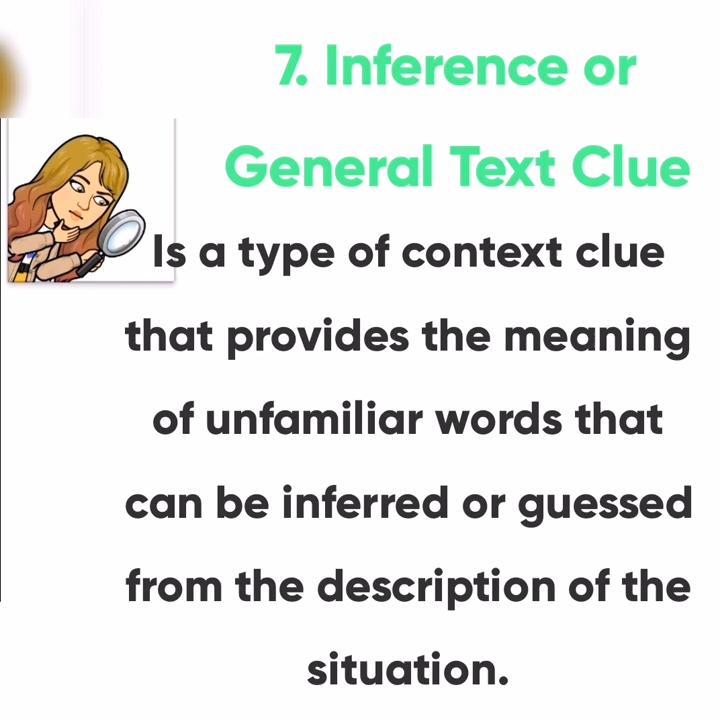 7. Inference or
General Text Clue
Is a type of context clue
that provides the meaning
of unfamiliar words that
can be inferred or guessed
from the description of the
situation.